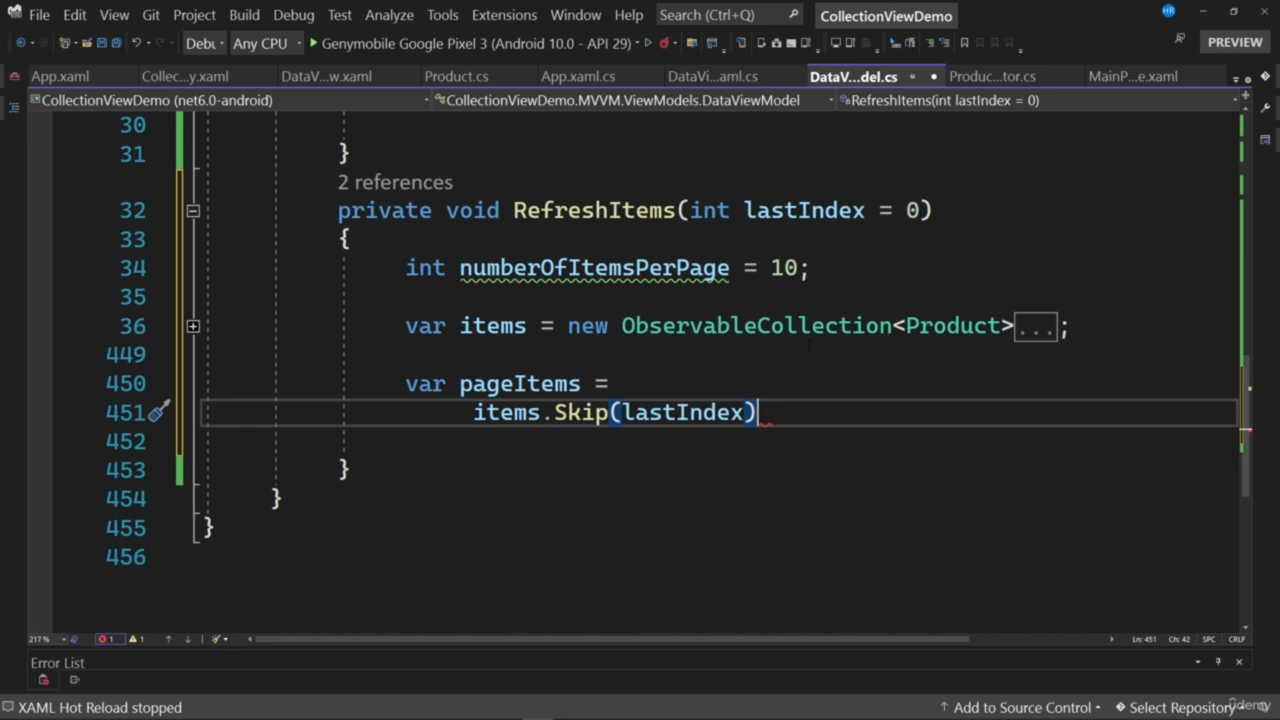 File Edit View Git Project Build Debug Test Analyze Tools Extensions Window Help Search (Ctrl+Q) CollectionViewDemo HR
Debu Any CPU Genymobile Google Pixel 3 (Android 10.0 - API 29) PREVIEW
App.xaml Collec...y.xaml DataV...w.xaml Product.cs App.xaml.cs DataVi...aml.cs DataV...del.cs Produc...tor.cs MainP...e.xaml
CollectionViewDemo (net6.0-android) CollectionViewDemo.MVVM.ViewModels.DataViewModel RefreshItems(int lastIndex = 0)
30
31 }
2 references
32 private void RefreshItems(int lastIndex = 0)
33 {
34 int numberOfItemsPerPage = 10;
35
36 var items = new ObservableCollection<Product>...;
449
450 var pageItems =
451 items.Skip(lastIndex)
452
453 }
454 }
455 }
456
217 % 1 1 Ln: 451 Ch: 42 SPC CRLF
Error List
XAML Hot Reload stopped Add to Source Control Select Repository
Udemy